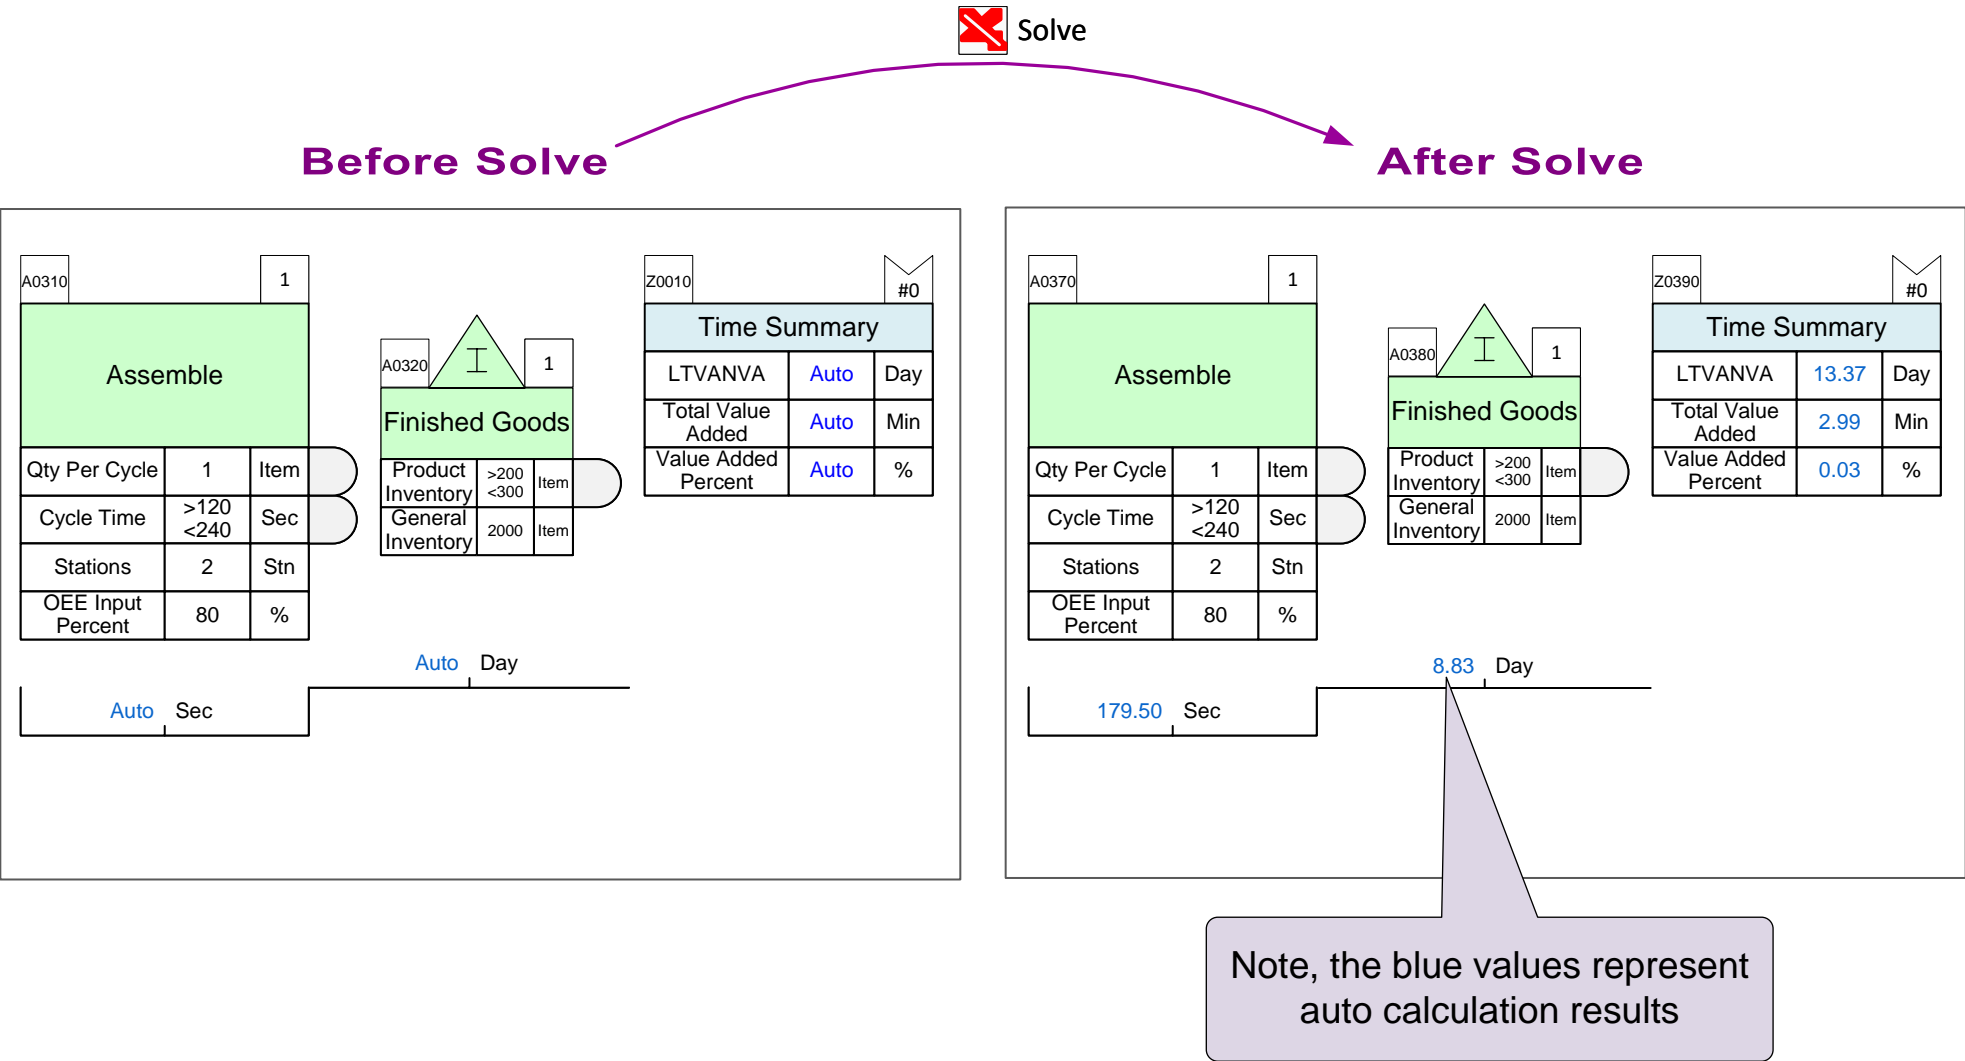 Solve
Before Solve
After Solve
A0310
1
Assemble
Qty Per Cycle 1 Item
Cycle Time >120 <240 Sec
Stations 2 Stn
OEE Input Percent 80 %
Auto Sec
A0320
1
Finished Goods
Product Inventory >200 <300 Item
General Inventory 2000 Item
Auto Day
Z0010
#0
Time Summary
LTVANVA Auto Day
Total Value Added Auto Min
Value Added Percent Auto %
A0370
1
Assemble
Qty Per Cycle 1 Item
Cycle Time >120 <240 Sec
Stations 2 Stn
OEE Input Percent 80 %
179.50 Sec
A0380
1
Finished Goods
Product Inventory >200 <300 Item
General Inventory 2000 Item
8.83 Day
Z0390
#0
Time Summary
LTVANVA 13.37 Day
Total Value Added 2.99 Min
Value Added Percent 0.03 %
Note, the blue values represent
auto calculation results